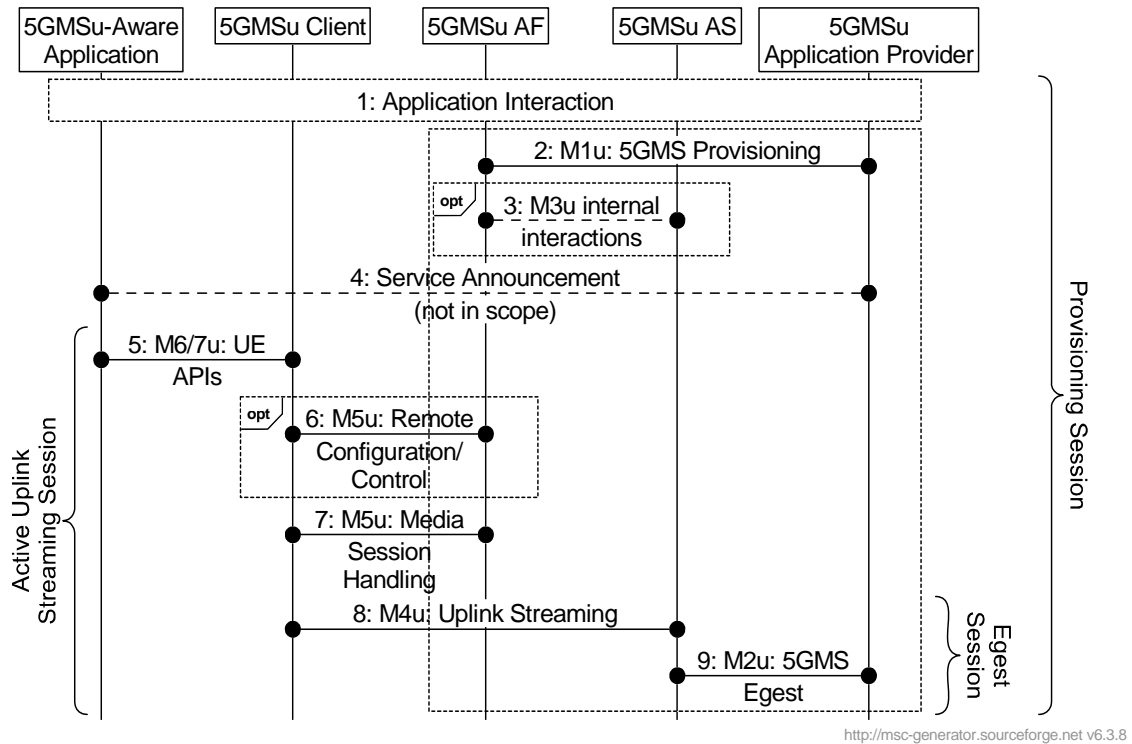 5GMSu-Aware
Application
5GMSu Client
5GMSu AF
5GMSu AS
5GMSu
Application Provider
1: Application Interaction
2: M1u: 5GMS Provisioning
opt
3: M3u internal
interactions
4: Service Announcement
(not in scope)
5: M6/7u: UE
APIs
opt
6: M5u: Remote
Configuration/
Control
7: M5u: Media
Session
Handling
8: M4u: Uplink Streaming
9: M2u: 5GMS
Egest
Active Uplink
Streaming Session
Provisioning Session
Egest
Session
http://msc-generator.sourceforge.net v6.3.8